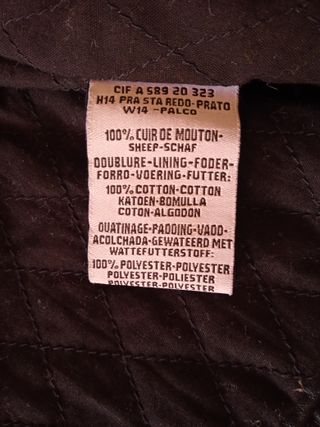 CIF A 589 20 323
H14 PRA STA REDO-PRATO
W14 -PALCO
100% CUIR DE MOUTON-
SHEEP-SCHAF
DOUBLURE-LINING-FODER-
FORRO-VOERING-FUTTER:
100% COTTON-COTTON
KATOEN-BOMULLA
COTON-ALGODON
OUATINAGE-PADDING-VADD-
ACOLCHADA-GEWATEERD MET
WATTEFUTTERSTOFF:
100% POLYESTER-POLYESTER
POLYESTER-POLIESTER
POLYESTER-POLYESTER